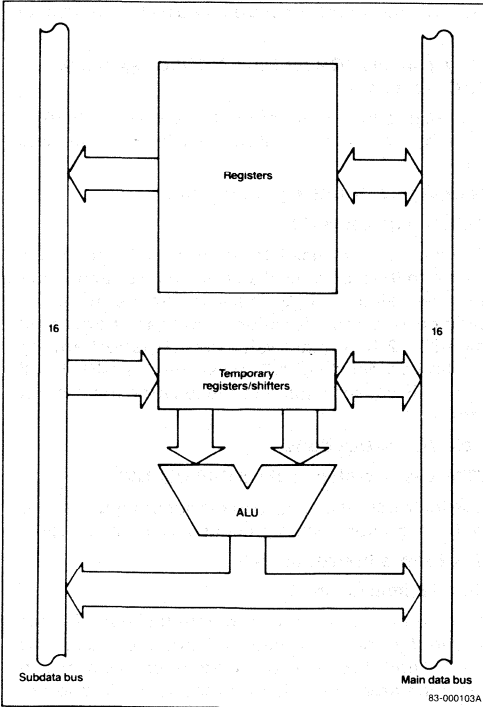 Registers
16
16
Temporary
registers/shifters
ALU
Subdata bus
Main data bus
83-000103A